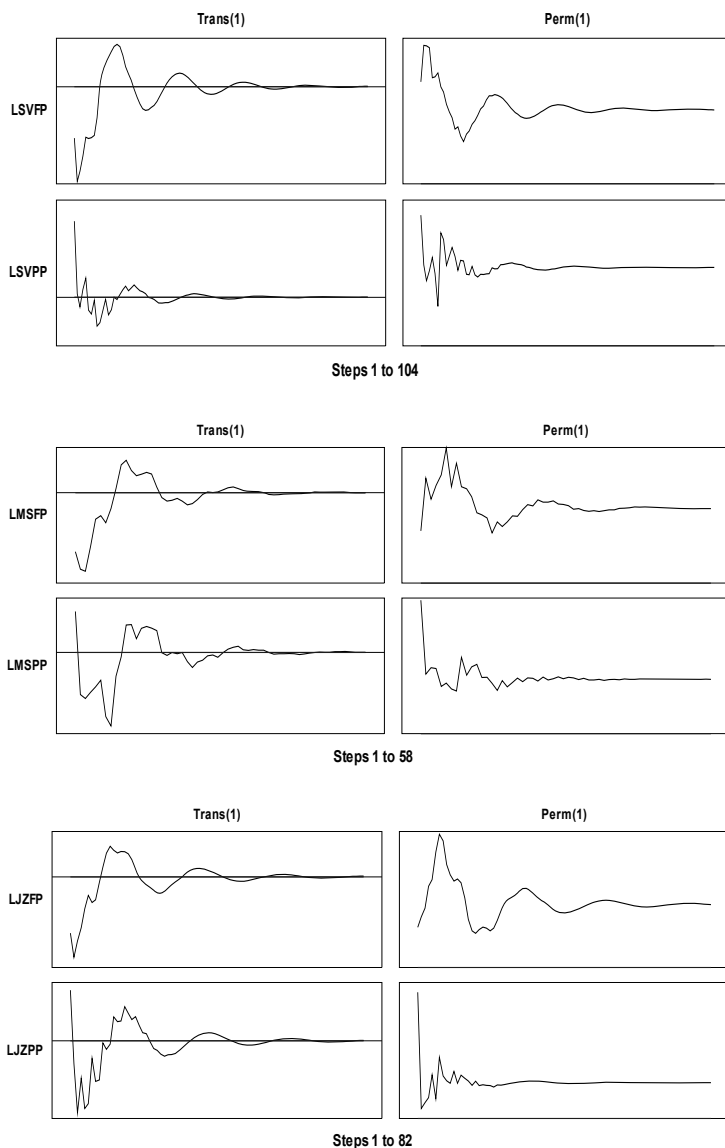 Trans(1) Perm(1)
LSVFP
LSVPP
Steps 1 to 104
Trans(1) Perm(1)
LMSFP
LMSPP
Steps 1 to 58
Trans(1) Perm(1)
LJZFP
LJZPP
Steps 1 to 82